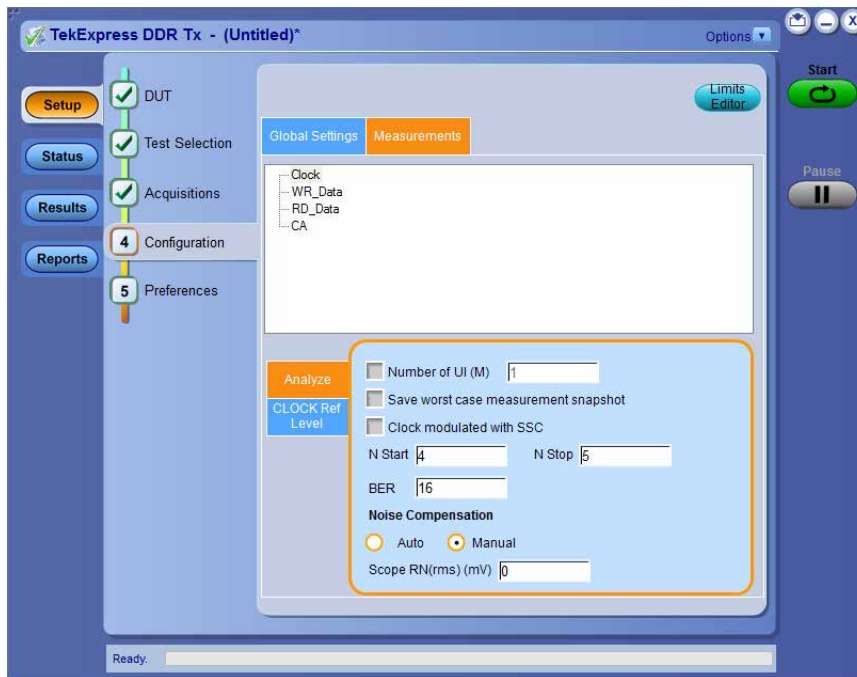 TekExpress DDR Tx - (Untitled)*
Options
Start
Pause
Setup
Status
Results
Reports
DUT
Test Selection
Acquisitions
4 Configuration
5 Preferences
Limits
Editor
Global Settings Measurements
Clock
WR_Data
RD_Data
CA
Analyze
CLOCK Ref
Level
Number of UI (M) 1
Save worst case measurement snapshot
Clock modulated with SSC
N Start 4 N Stop 5
BER 16
Noise Compensation
Auto Manual
Scope RN(rms) (mV) 0
Ready.